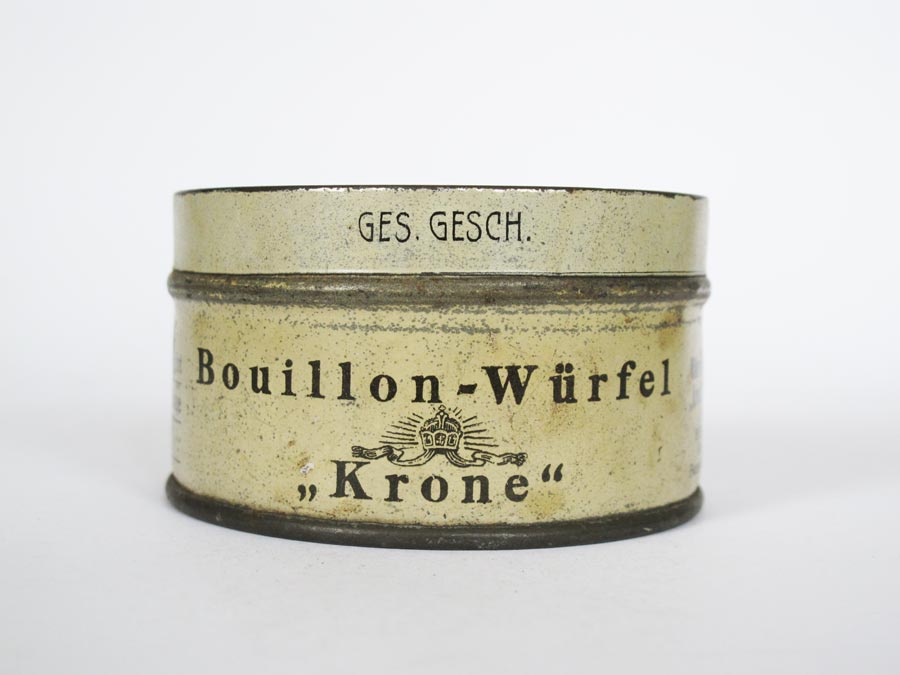 GES. GESCH.
Bouillon-Würfel
„Krone“